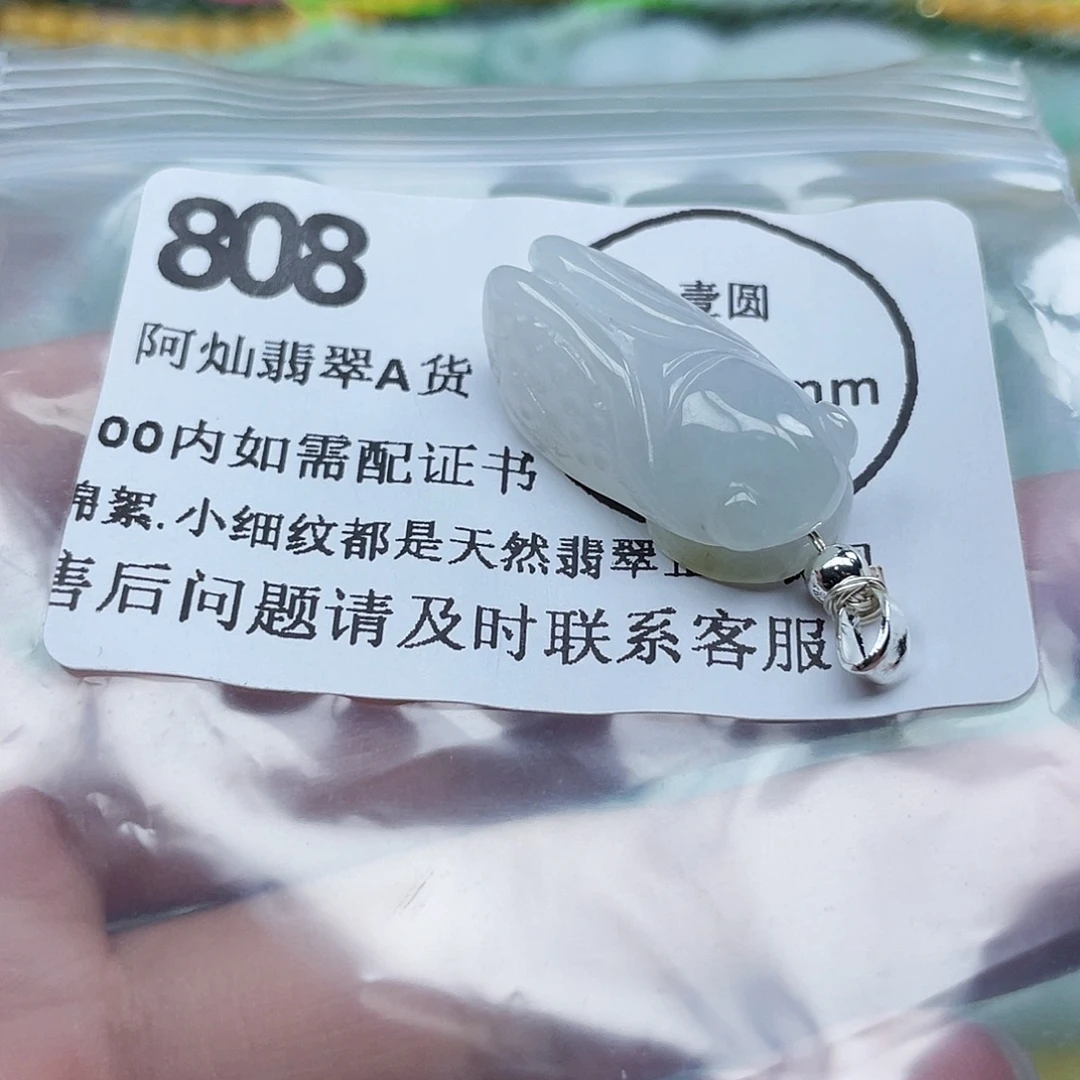 808
壹圆
阿灿翡翠A货
mm
00内如需配证书
棉絮.小细纹都是天然翡翠
售后问题请及时联系客服